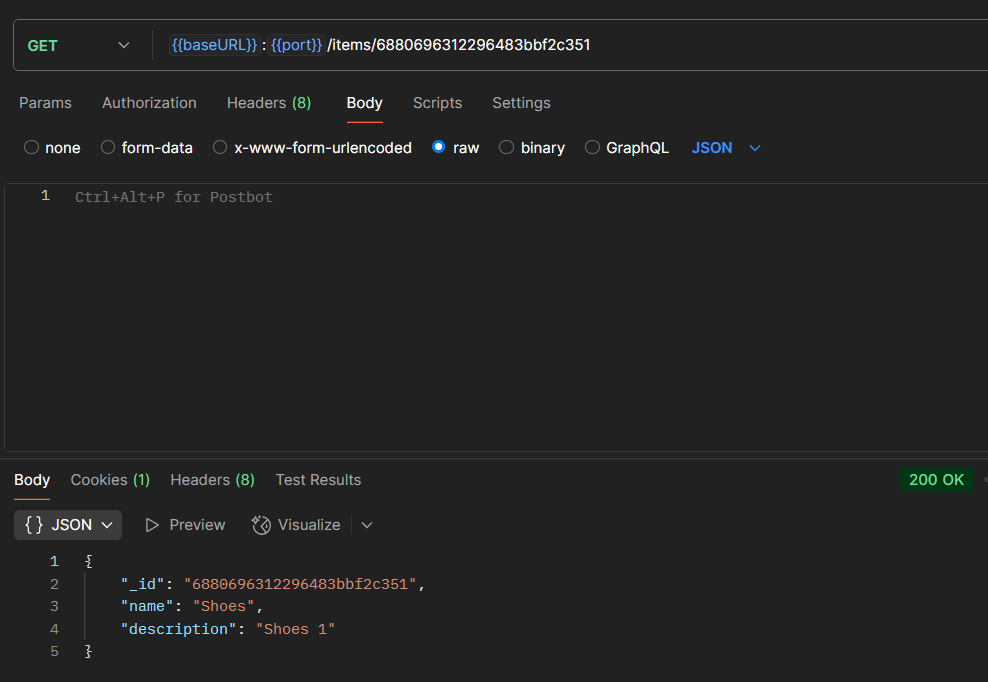 GET {{baseURL}}:{{port}}/items/6880696312296483bbf2c351
Params Authorization Headers (8) Body Scripts Settings
none form-data x-www-form-urlencoded raw binary GraphQL JSON
1 Ctrl+Alt+P for Postbot
Body Cookies (1) Headers (8) Test Results 200 OK
{} JSON Preview Visualize
1 {
2 "_id": "6880696312296483bbf2c351",
3 "name": "Shoes",
4 "description": "Shoes 1"
5 }